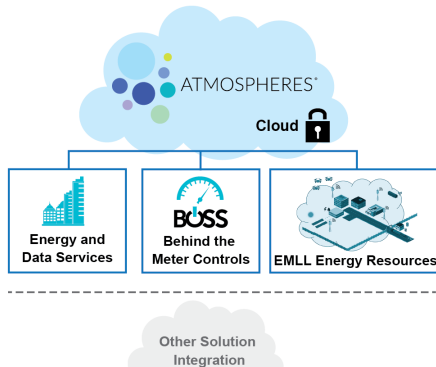 ATMOSPHERES®
Cloud
Energy and
Data Services
BOSS
Behind the
Meter Controls
EMLL Energy Resources
Other Solution
Integration